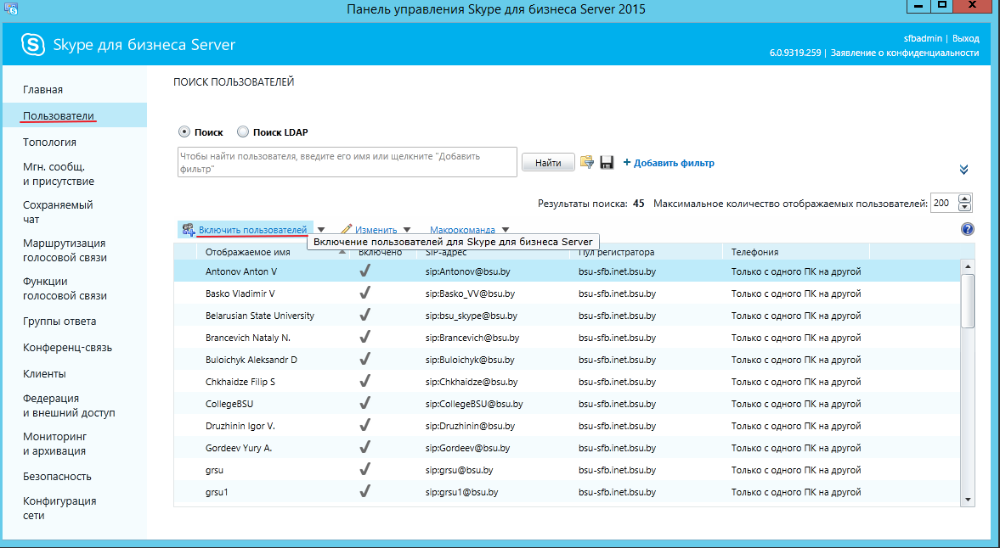 Панель управления Skype для бизнеса Server 2015
Skype для бизнеса Server
sfbadmin | Выход
6.0.9319.259 | Заявление о конфиденциальности
Главная
Пользователи
Топология
Мгн. сообщ.
и присутствие
Сохраняемый
чат
Маршрутизация
голосовой связи
Функции
голосовой связи
Группы ответа
Конференц-связь
Клиенты
Федерация
и внешний доступ
Мониторинг
и архивация
Безопасность
Конфигурация
сети
ПОИСК ПОЛЬЗОВАТЕЛЕЙ
Поиск Поиск LDAP
Чтобы найти пользователя, введите его имя или щелкните "Добавить
фильтр"
Найти + Добавить фильтр
Результаты поиска: 45 Максимальное количество отображаемых пользователей: 200
Включить пользователей Изменить Макрокоманда
Включение пользователей для Skype для бизнеса Server
Отображаемое имя Включено SIP-адрес Пул регистратора Телефония
Antonov Anton V sip:Antonov@bsu.by bsu-sfb.inet.bsu.by Только с одного ПК на другой
Basko Vladimir V sip:Basko_VV@bsu.by bsu-sfb.inet.bsu.by Только с одного ПК на другой
Belarusian State University sip:bsu_skype@bsu.by bsu-sfb.inet.bsu.by Только с одного ПК на другой
Brancevich Nataly N. sip:Brancevich@bsu.by bsu-sfb.inet.bsu.by Только с одного ПК на другой
Buloichyk Aleksandr D sip:Buloichyk@bsu.by bsu-sfb.inet.bsu.by Только с одного ПК на другой
Chkhaidze Filip S sip:Chkhaidze@bsu.by bsu-sfb.inet.bsu.by Только с одного ПК на другой
CollegeBSU sip:CollegeBSU@bsu.by bsu-sfb.inet.bsu.by Только с одного ПК на другой
Druzhinin Igor V. sip:Druzhinin@bsu.by bsu-sfb.inet.bsu.by Только с одного ПК на другой
Gordeev Yury A. sip:Gordeev@bsu.by bsu-sfb.inet.bsu.by Только с одного ПК на другой
grsu sip:grsu@bsu.by bsu-sfb.inet.bsu.by Только с одного ПК на другой
grsu1 sip:grsu1@bsu.by bsu-sfb.inet.bsu.by Только с одного ПК на другой